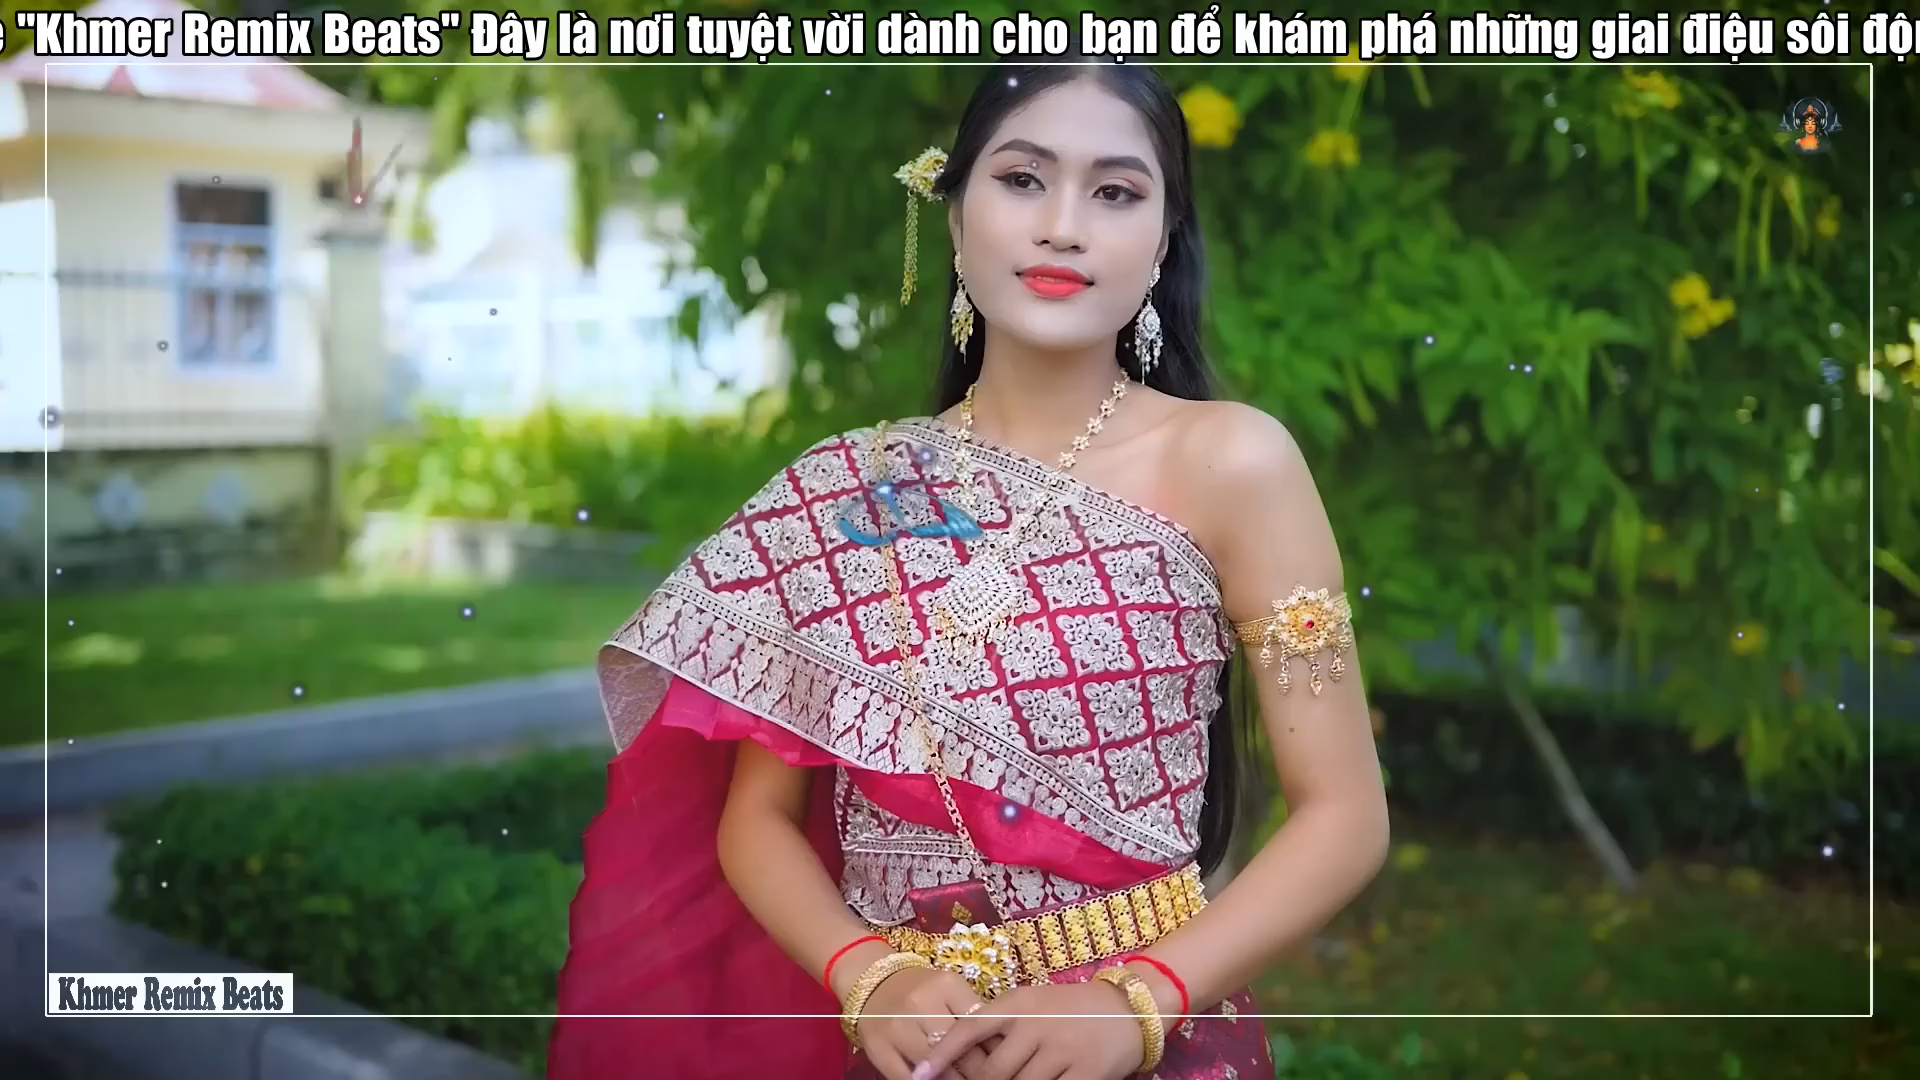 "Khmer Remix Beats" Đây là nơi tuyệt vời dành cho bạn để khám phá những giai điệu sôi
Khmer Remix Beats